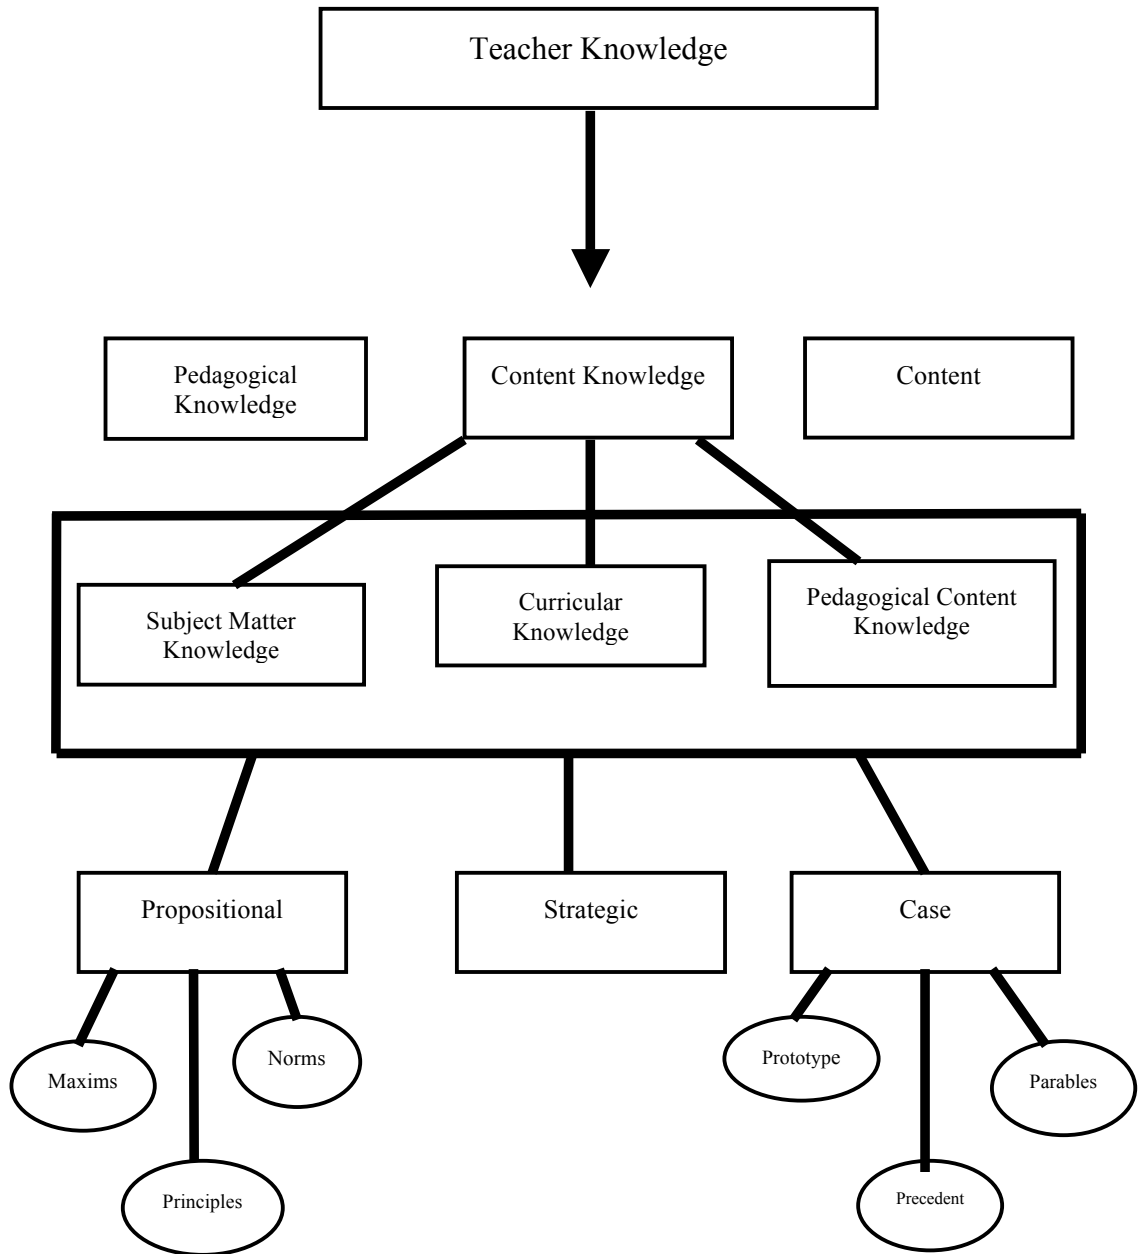 Teacher Knowledge
Pedagogical
Knowledge
Content Knowledge
Content
Subject Matter
Knowledge
Curricular
Knowledge
Pedagogical Content
Knowledge
Propositional
Strategic
Case
Maxims
Norms
Principles
Prototype
Parables
Precedent